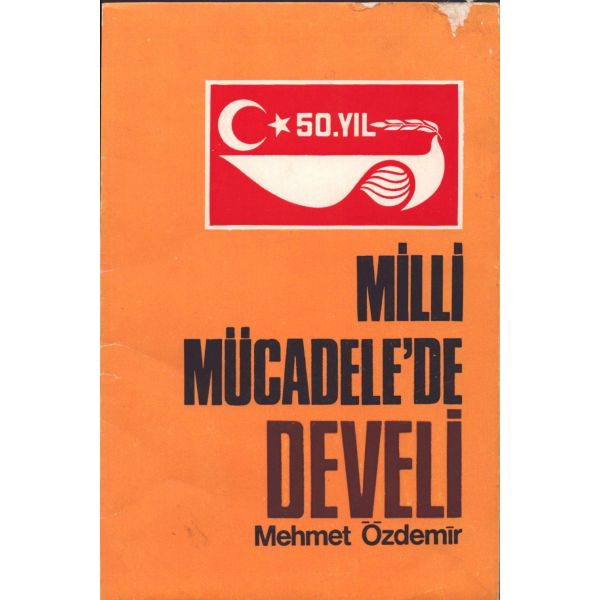 50.YIL
MİLLİ
MÜCADELE'DE
DEVELİ
Mehmet Özdemir